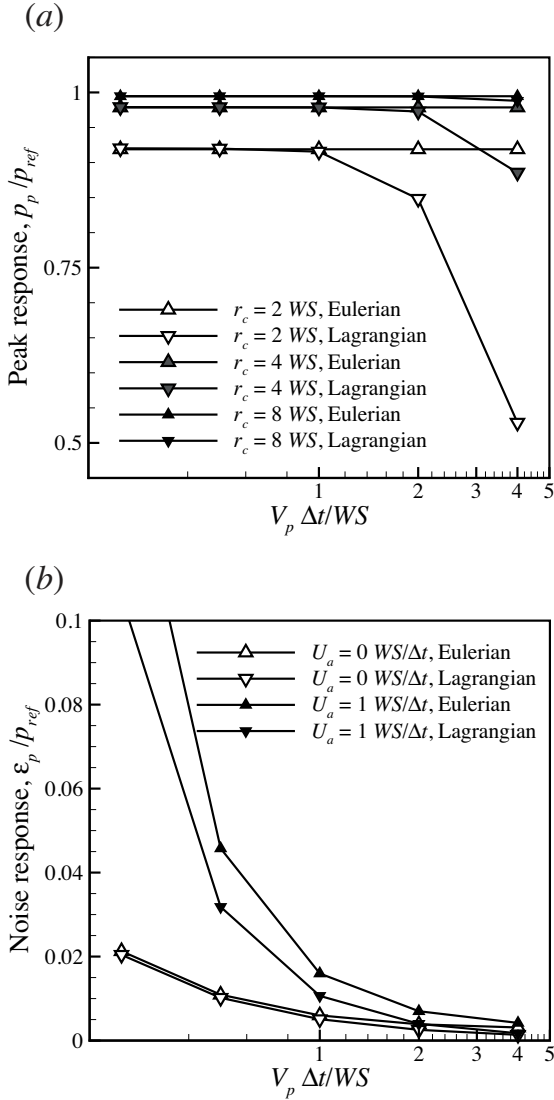 (a)
1
0.75
0.5
Peak response, p_p/p_ref
r_c = 2 WS, Eulerian
r_c = 2 WS, Lagrangian
r_c = 4 WS, Eulerian
r_c = 4 WS, Lagrangian
r_c = 8 WS, Eulerian
r_c = 8 WS, Lagrangian
1 2 3 4 5
V_p Δt/WS
(b)
0.1
0.08
0.06
0.04
0.02
0
Noise response, ε_p/p_ref
U_a = 0 WS/Δt, Eulerian
U_a = 0 WS/Δt, Lagrangian
U_a = 1 WS/Δt, Eulerian
U_a = 1 WS/Δt, Lagrangian
1 2 3 4 5
V_p Δt/WS